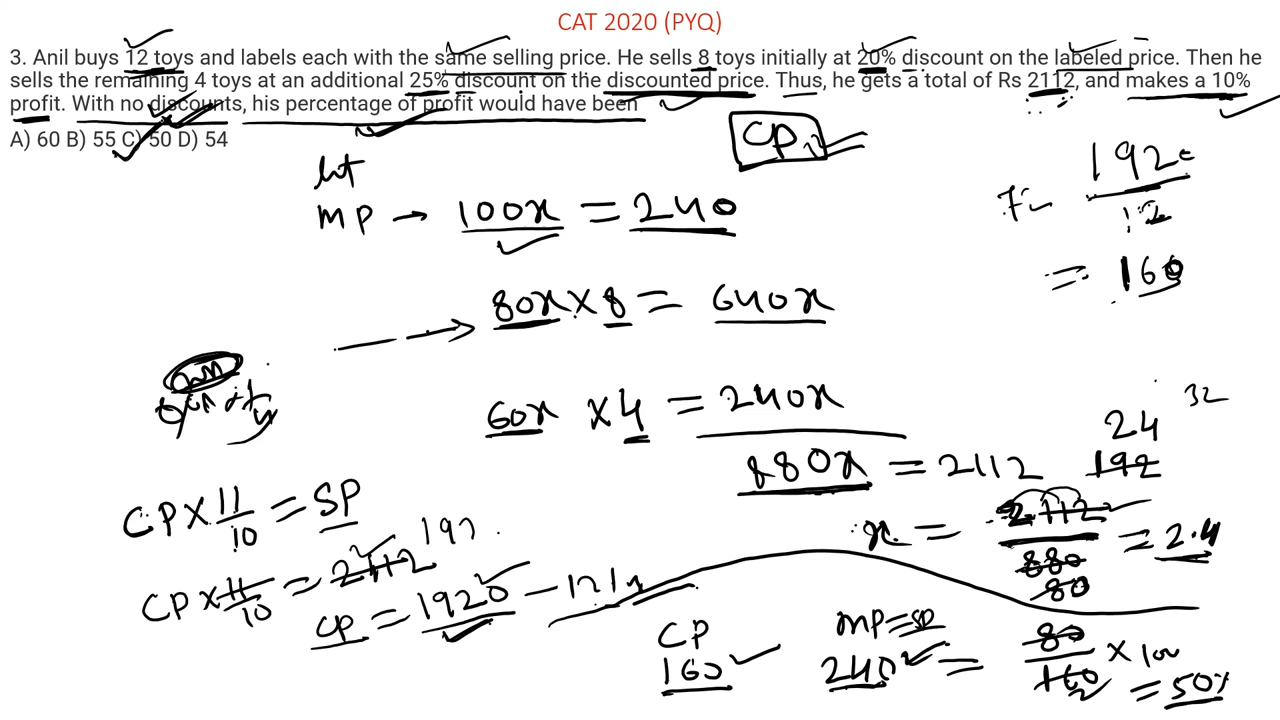 CAT 2020 (PYQ)
3. Anil buys 12 toys and labels each with the same selling price. He sells 8 toys initially at 20% discount on the labeled price. Then he
sells the remaining 4 toys at an additional 25% discount on the discounted price. Thus, he gets a total of Rs 2112, and makes a 10%
profit. With no discounts, his percentage of profit would have been
A) 60 B) 55 C) 50 D) 54
CP
let
MP → 100x = 240
1920
12
= 160
80x × 8 = 640x
60x × 4 = 240x
880x = 2112
32
24
192
x = 2112
880
80
= 2.4
CP × 11/10 = SP
CP × 11/10 = 2112 192
CP = 1920
CP
160
MP = SP
240
= 80
160
× 100
= 50%